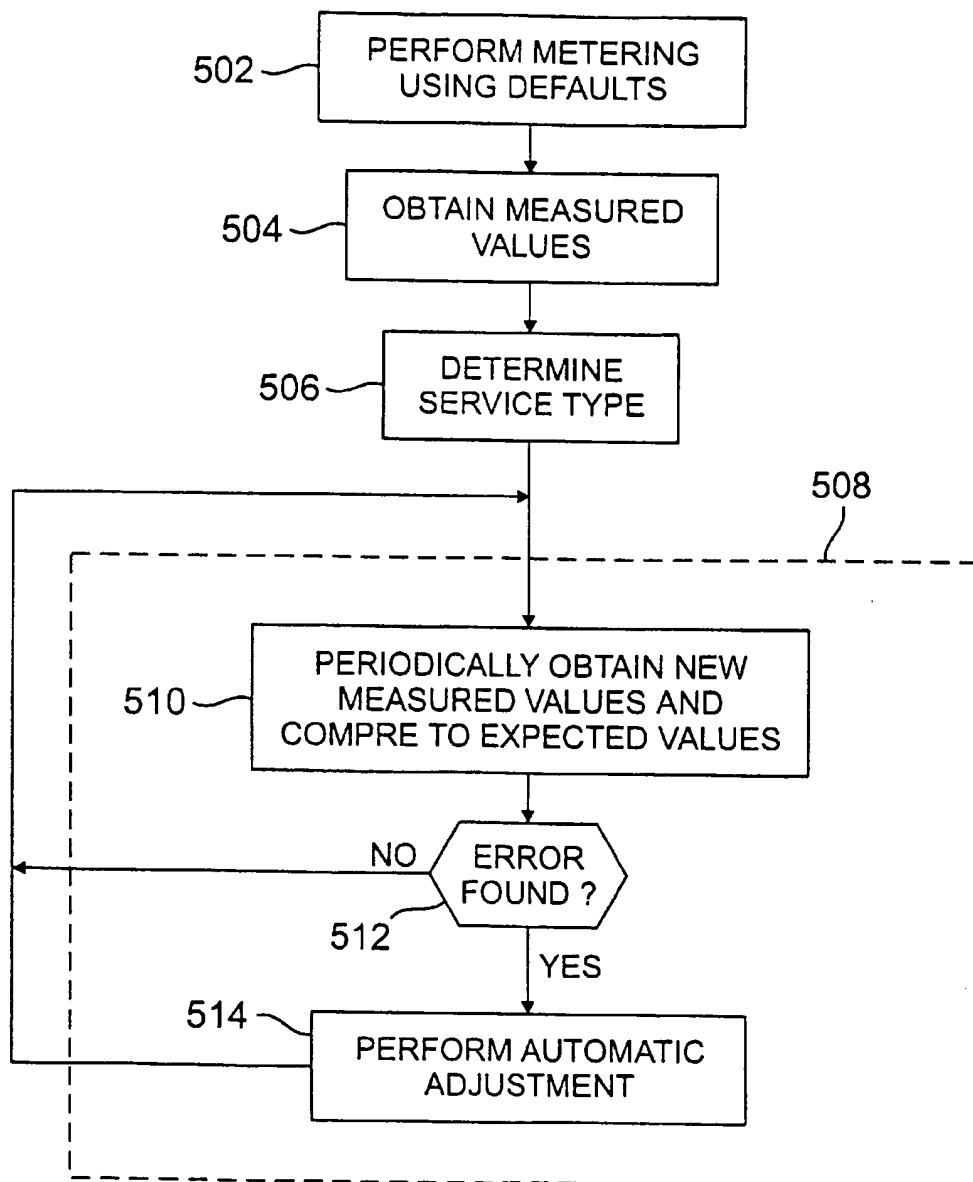 502
PERFORM METERING
USING DEFAULTS
504
OBTAIN MEASURED
VALUES
506
DETERMINE
SERVICE TYPE
508
510
PERIODICALLY OBTAIN NEW
MEASURED VALUES AND
COMPRE TO EXPECTED VALUES
NO
ERROR
FOUND ?
512
YES
514
PERFORM AUTOMATIC
ADJUSTMENT